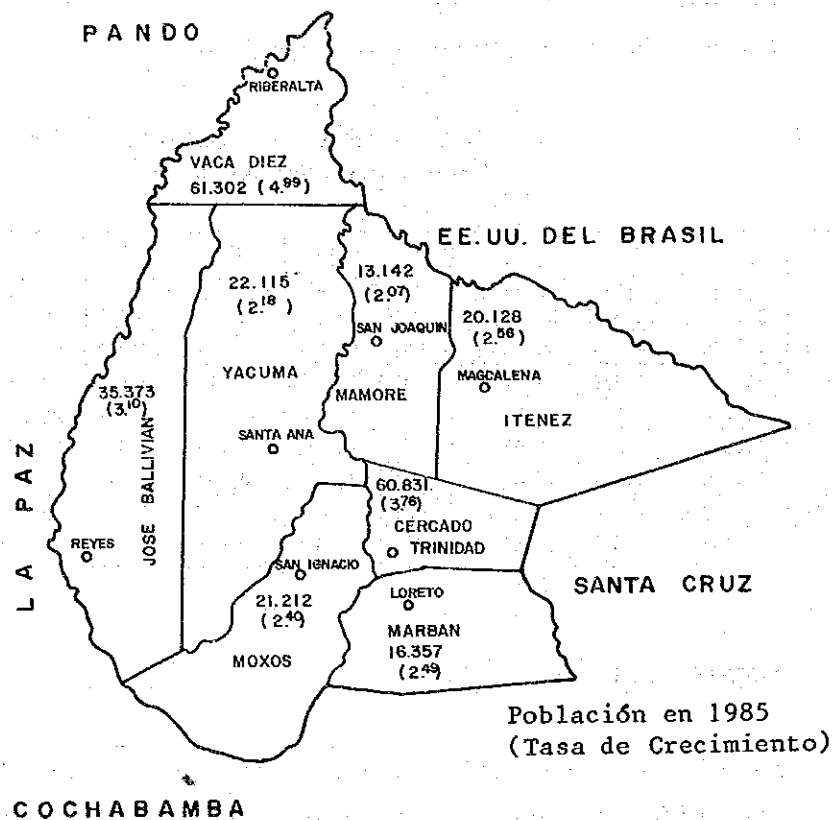 PANDO
RIBERALTA
VACA DIEZ
61.302 (4.99)
EE.UU. DEL BRASIL
22.115
(2.18)
13.142
(2.07)
20.128
(2.56)
SAN JOAQUIN
YACUMA
MAGDALENA
35.373
(3.10)
MAMORE
ITENEZ
SANTA ANA
JOSE BALLIVIAN
LA PAZ
60.831
(3.76)
CERCADO
REYES
TRINIDAD
SAN IGNACIO
21.212
(2.40)
LORETO
SANTA CRUZ
MARBAN
16.357
(2.49)
MOXOS
Población en 1985
(Tasa de Crecimiento)
COCHABAMBA